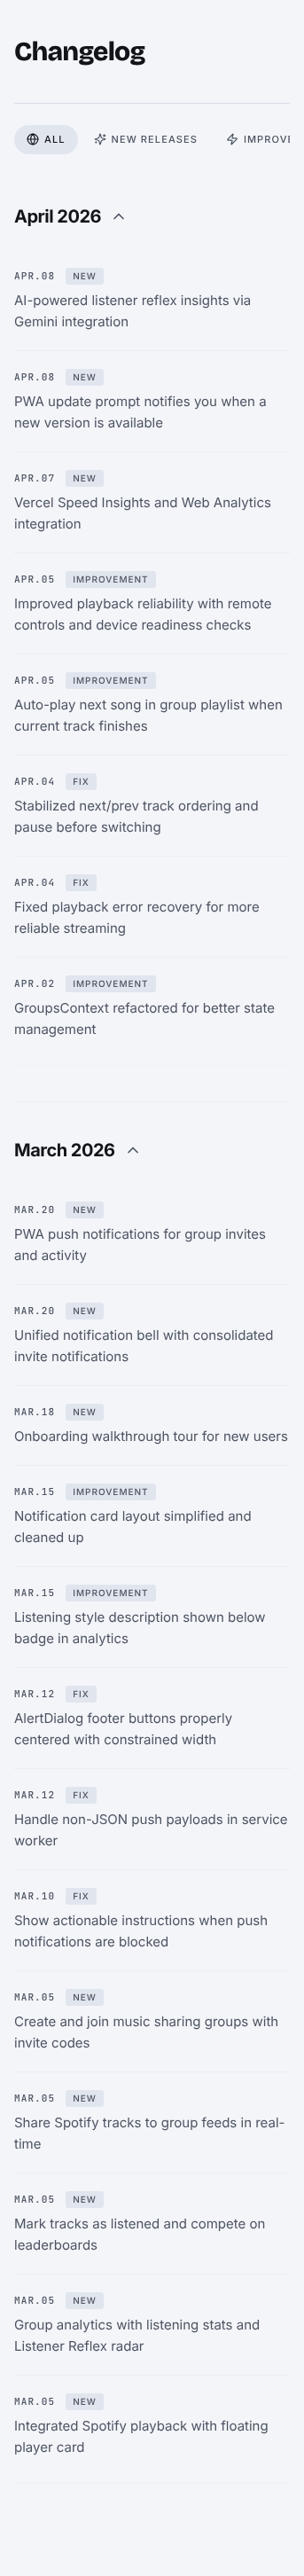 Changelog
ALL NEW RELEASES IMPROVE
April 2026
APR.08 NEW
AI-powered listener reflex insights via
Gemini integration
APR.08 NEW
PWA update prompt notifies you when a
new version is available
APR.07 NEW
Vercel Speed Insights and Web Analytics
integration
APR.05 IMPROVEMENT
Improved playback reliability with remote
controls and device readiness checks
APR.05 IMPROVEMENT
Auto-play next song in group playlist when
current track finishes
APR.04 FIX
Stabilized next/prev track ordering and
pause before switching
APR.04 FIX
Fixed playback error recovery for more
reliable streaming
APR.02 IMPROVEMENT
GroupsContext refactored for better state
management
March 2026
MAR.20 NEW
PWA push notifications for group invites
and activity
MAR.20 NEW
Unified notification bell with consolidated
invite notifications
MAR.18 NEW
Onboarding walkthrough tour for new users
MAR.15 IMPROVEMENT
Notification card layout simplified and
cleaned up
MAR.15 IMPROVEMENT
Listening style description shown below
badge in analytics
MAR.12 FIX
AlertDialog footer buttons properly
centered with constrained width
MAR.12 FIX
Handle non-JSON push payloads in service
worker
MAR.10 FIX
Show actionable instructions when push
notifications are blocked
MAR.05 NEW
Create and join music sharing groups with
invite codes
MAR.05 NEW
Share Spotify tracks to group feeds in real-
time
MAR.05 NEW
Mark tracks as listened and compete on
leaderboards
MAR.05 NEW
Group analytics with listening stats and
Listener Reflex radar
MAR.05 NEW
Integrated Spotify playback with floating
player card